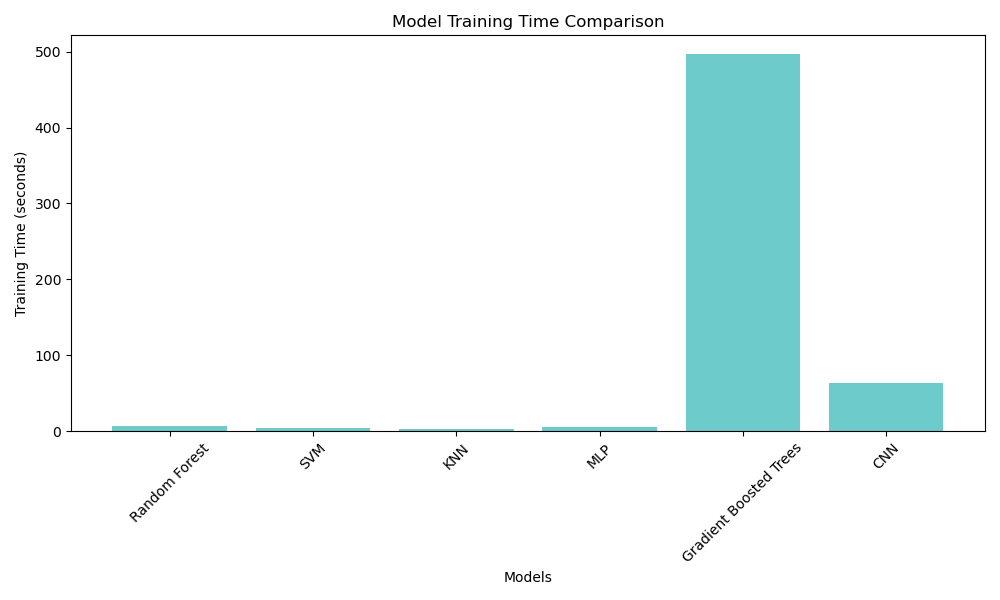 Model Training Time Comparison
Training Time (seconds)
500
400
300
200
100
0
Random Forest
SVM
KNN
MLP
Gradient Boosted Trees
CNN
Models